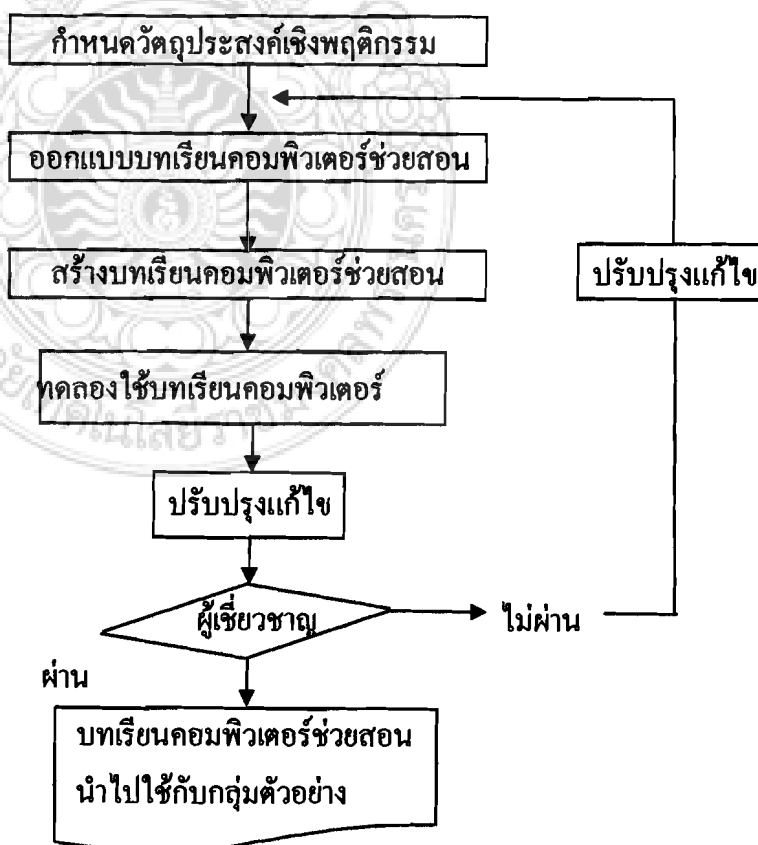 กำหนดวัตถุประสงค์เชิงพฤติกรรม
ออกแบบบทเรียนคอมพิวเตอร์ช่วยสอน
สร้างบทเรียนคอมพิวเตอร์ช่วยสอน
ปรับปรุงแก้ไข
ทดลองใช้บทเรียนคอมพิวเตอร์
ปรับปรุงแก้ไข
ผู้เชี่ยวชาญ
ไม่ผ่าน
ผ่าน
บทเรียนคอมพิวเตอร์ช่วยสอน
นำไปใช้กับกลุ่มตัวอย่าง